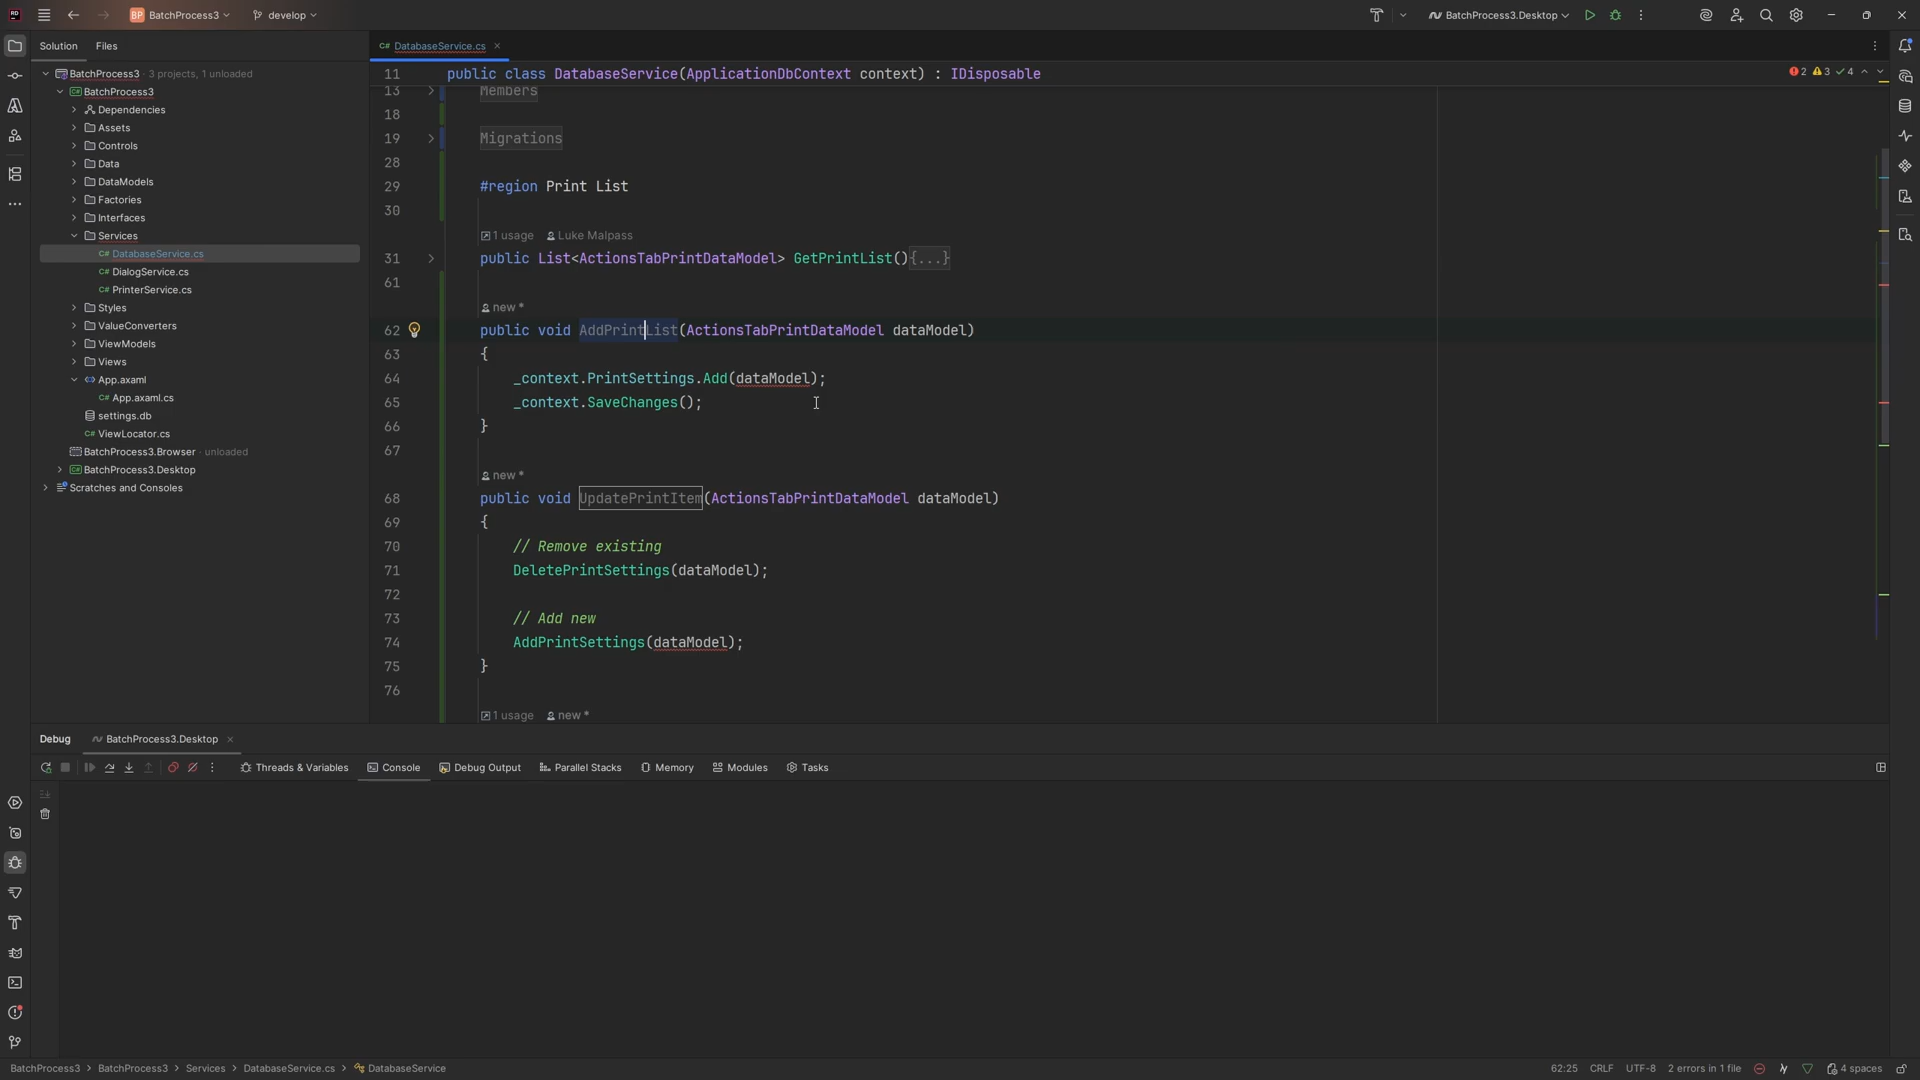 BP BatchProcess3
develop
BatchProcess3.Desktop
Solution
Files
C# DatabaseService.cs
BatchProcess3 · 3 projects, 1 unloaded
BatchProcess3
Dependencies
Assets
Controls
Data
DataModels
Factories
Interfaces
Services
C# DatabaseService.cs
C# DialogService.cs
C# PrinterService.cs
Styles
ValueConverters
ViewModels
Views
App.axaml
C# App.axaml.cs
settings.db
C# ViewLocator.cs
BatchProcess3.Browser · unloaded
BatchProcess3.Desktop
Scratches and Consoles
11 public class DatabaseService(ApplicationDbContext context) : IDisposable
2 3 4
13 Members
18
19 Migrations
28
29 #region Print List
30
1 usage Luke Malpass
31 public List<ActionsTabPrintDataModel> GetPrintList(){...}
61
new *
62 public void AddPrintList(ActionsTabPrintDataModel dataModel)
63 {
64 _context.PrintSettings.Add(dataModel);
65 _context.SaveChanges();
66 }
67
new *
68 public void UpdatePrintItem(ActionsTabPrintDataModel dataModel)
69 {
70 // Remove existing
71 DeletePrintSettings(dataModel);
72
73 // Add new
74 AddPrintSettings(dataModel);
75 }
76
1 usage new *
Debug
BatchProcess3.Desktop
Threads & Variables
Console
Debug Output
Parallel Stacks
Memory
Modules
Tasks
BatchProcess3 > BatchProcess3 > Services > DatabaseService.cs > DatabaseService
62:25 CRLF UTF-8 2 errors in 1 file 4 spaces